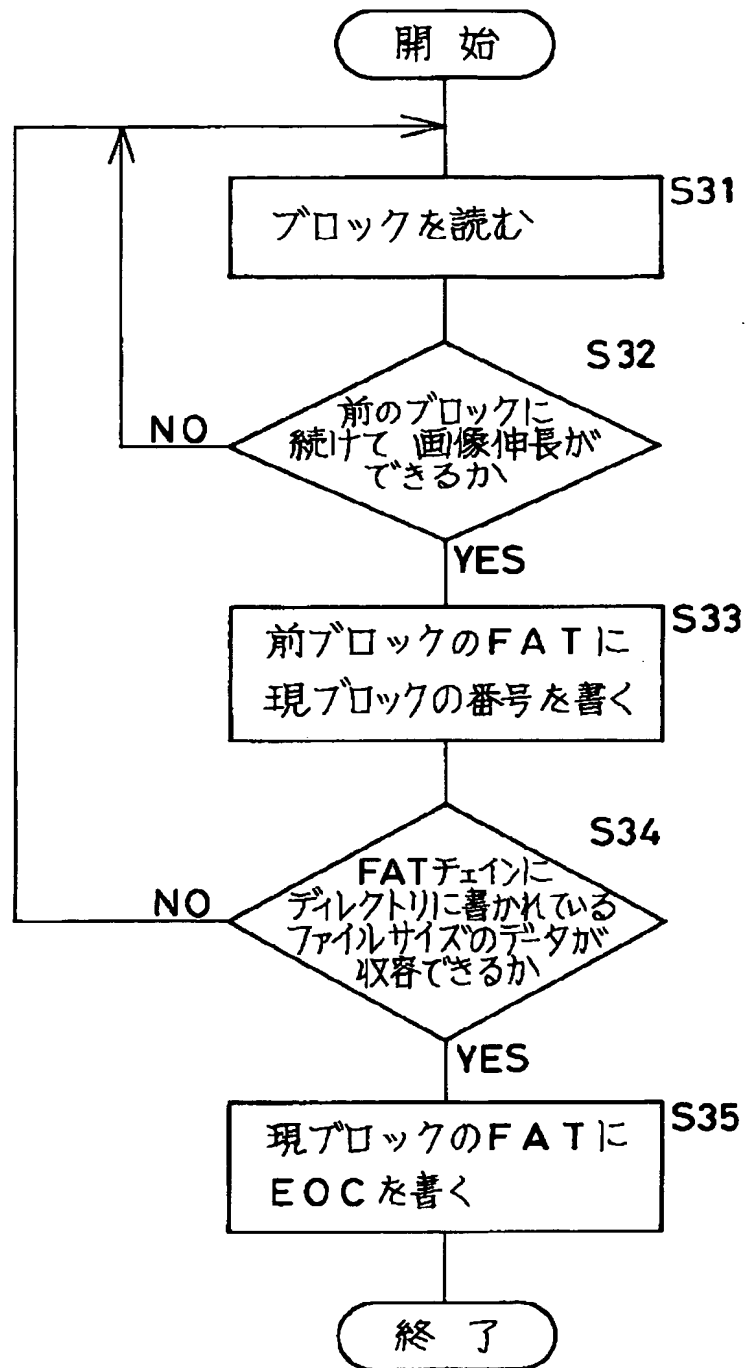 開始
S31
ブロックを読む
S32
前のブロックに
続けて 画像伸長が
できるか
NO
YES
S33
前ブロックのFATに
現ブロックの番号を書く
S34
FATチェインに
ディレクトリに書かれている
ファイルサイズのデータが
収容できるか
NO
YES
S35
現ブロックのFATに
EOCを書く
終了